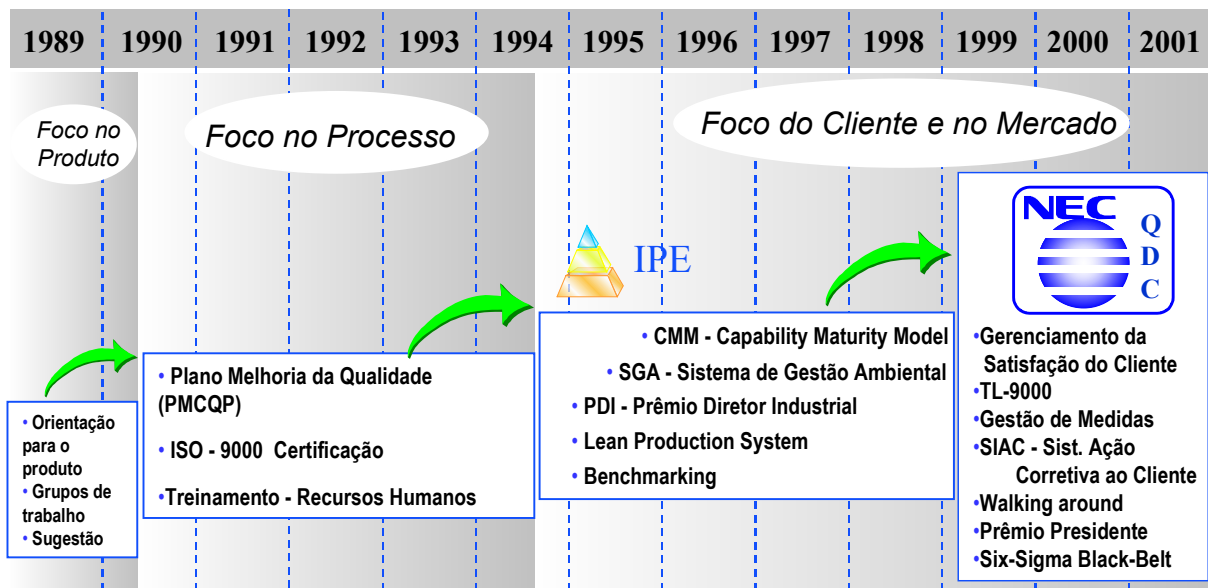 1989 1990 1991 1992 1993 1994 1995 1996 1997 1998 1999 2000 2001
Foco no
Produto
Foco no Processo
Foco do Cliente e no Mercado
• Orientação
para o
produto
• Grupos de
trabalho
• Sugestão
• Plano Melhoria da Qualidade
(PMCQP)
• ISO - 9000 Certificação
•Treinamento - Recursos Humanos
IPE
• CMM - Capability Maturity Model
• SGA - Sistema de Gestão Ambiental
• PDI - Prêmio Diretor Industrial
• Lean Production System
• Benchmarking
NEC
Q
D
C
•Gerenciamento da
Satisfação do Cliente
•TL-9000
•Gestão de Medidas
•SIAC - Sist. Ação
Corretiva ao Cliente
•Walking around
•Prêmio Presidente
•Six-Sigma Black-Belt